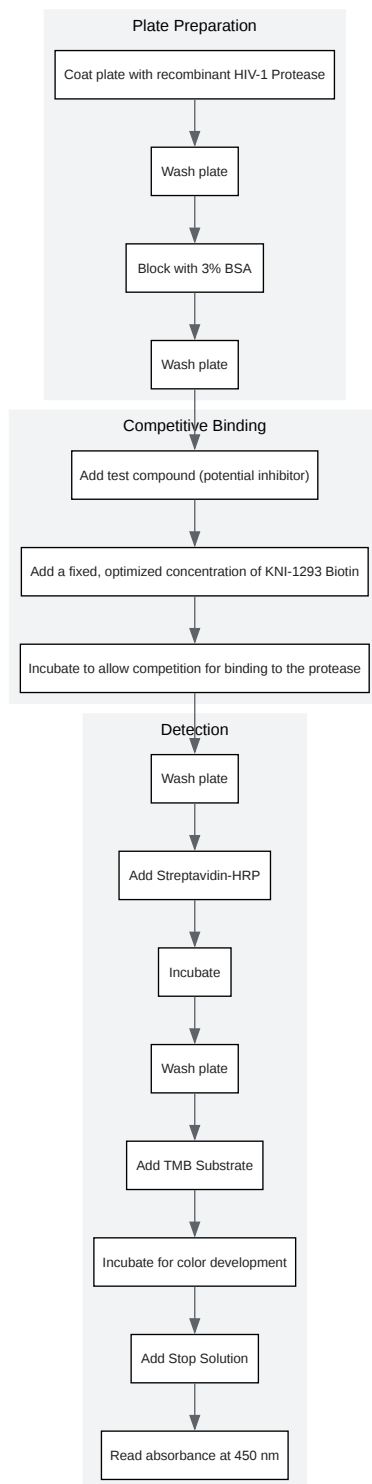 Plate Preparation
Coat plate with recombinant HIV-1 Protease
Wash plate
Block with 3% BSA
Wash plate
Competitive Binding
Add test compound (potential inhibitor)
Add a fixed, optimized concentration of KNI-1293 Biotin
Incubate to allow competition for binding to the protease
Detection
Wash plate
Add Streptavidin-HRP
Incubate
Wash plate
Add TMB Substrate
Incubate for color development
Add Stop Solution
Read absorbance at 450 nm